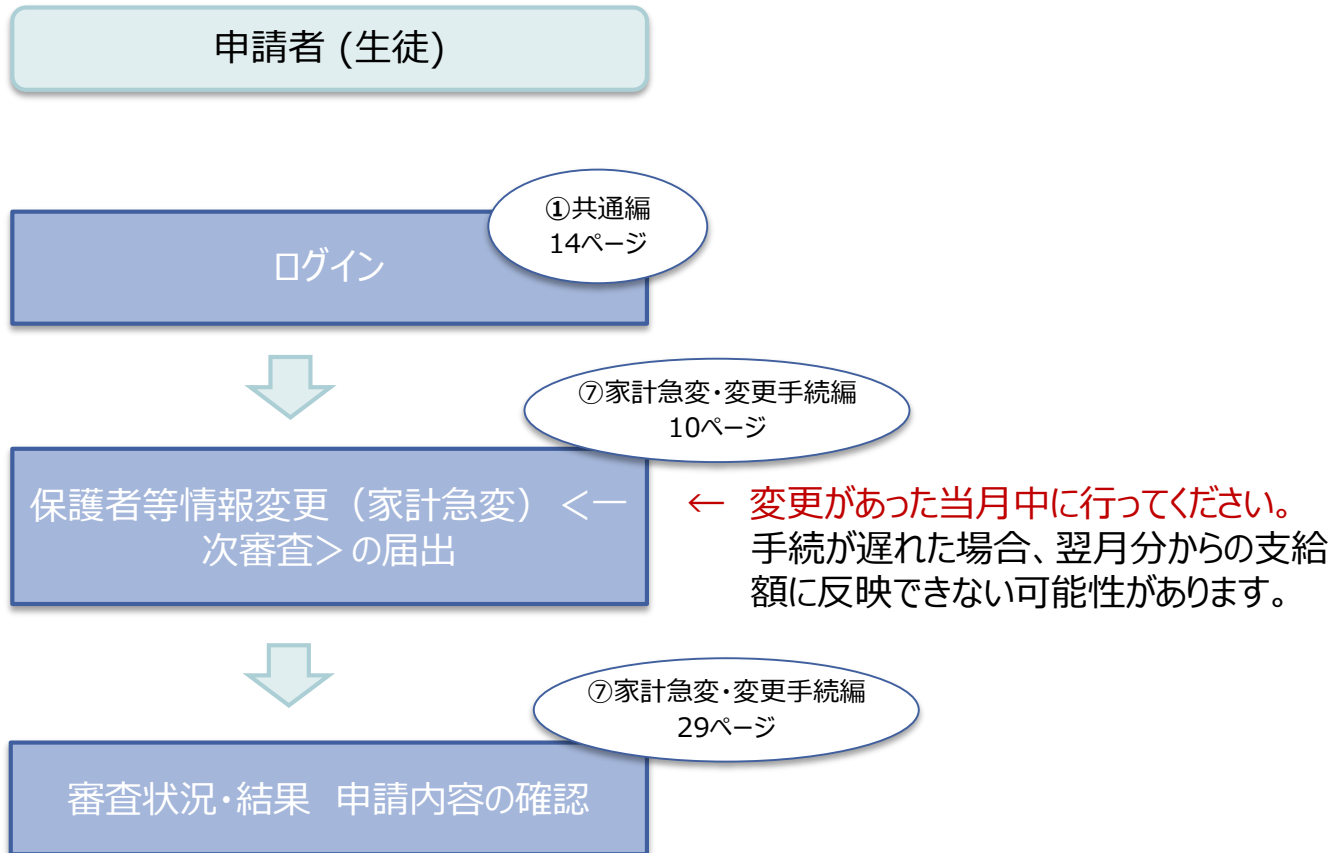 申請者 (生徒)
①共通編
14ページ
ログイン
⑦家計急変・変更手続編
10ページ
保護者等情報変更（家計急変）＜一
次審査＞の届出
← 変更があった当月中に行ってください。
手続が遅れた場合、翌月分からの支給
額に反映できない可能性があります。
⑦家計急変・変更手続編
29ページ
審査状況・結果　申請内容の確認